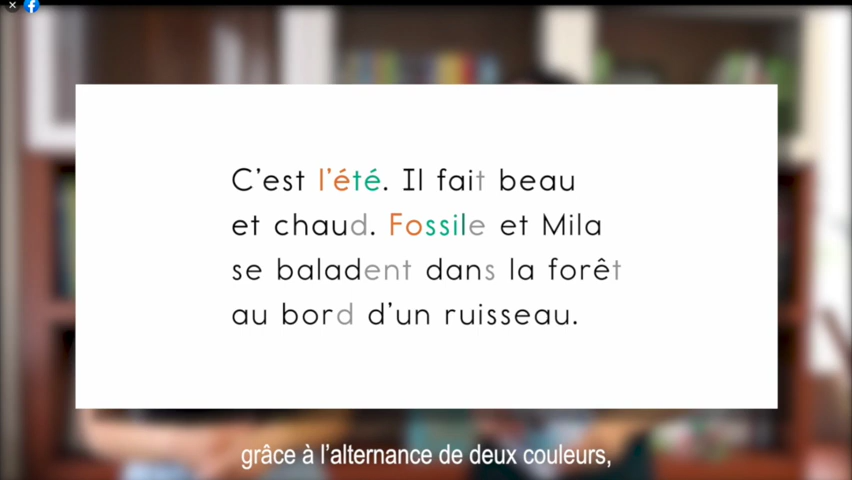 C'est l'été. Il fait beau
et chaud. Fossile et Mila
se baladent dans la forêt
au bord d'un ruisseau.
grâce à l'alternance de deux couleurs,